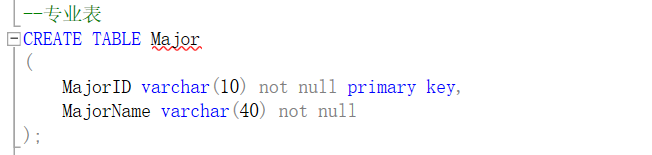 --专业表
CREATE TABLE Major
(
MajorID varchar(10) not null primary key,
MajorName varchar(40) not null
);